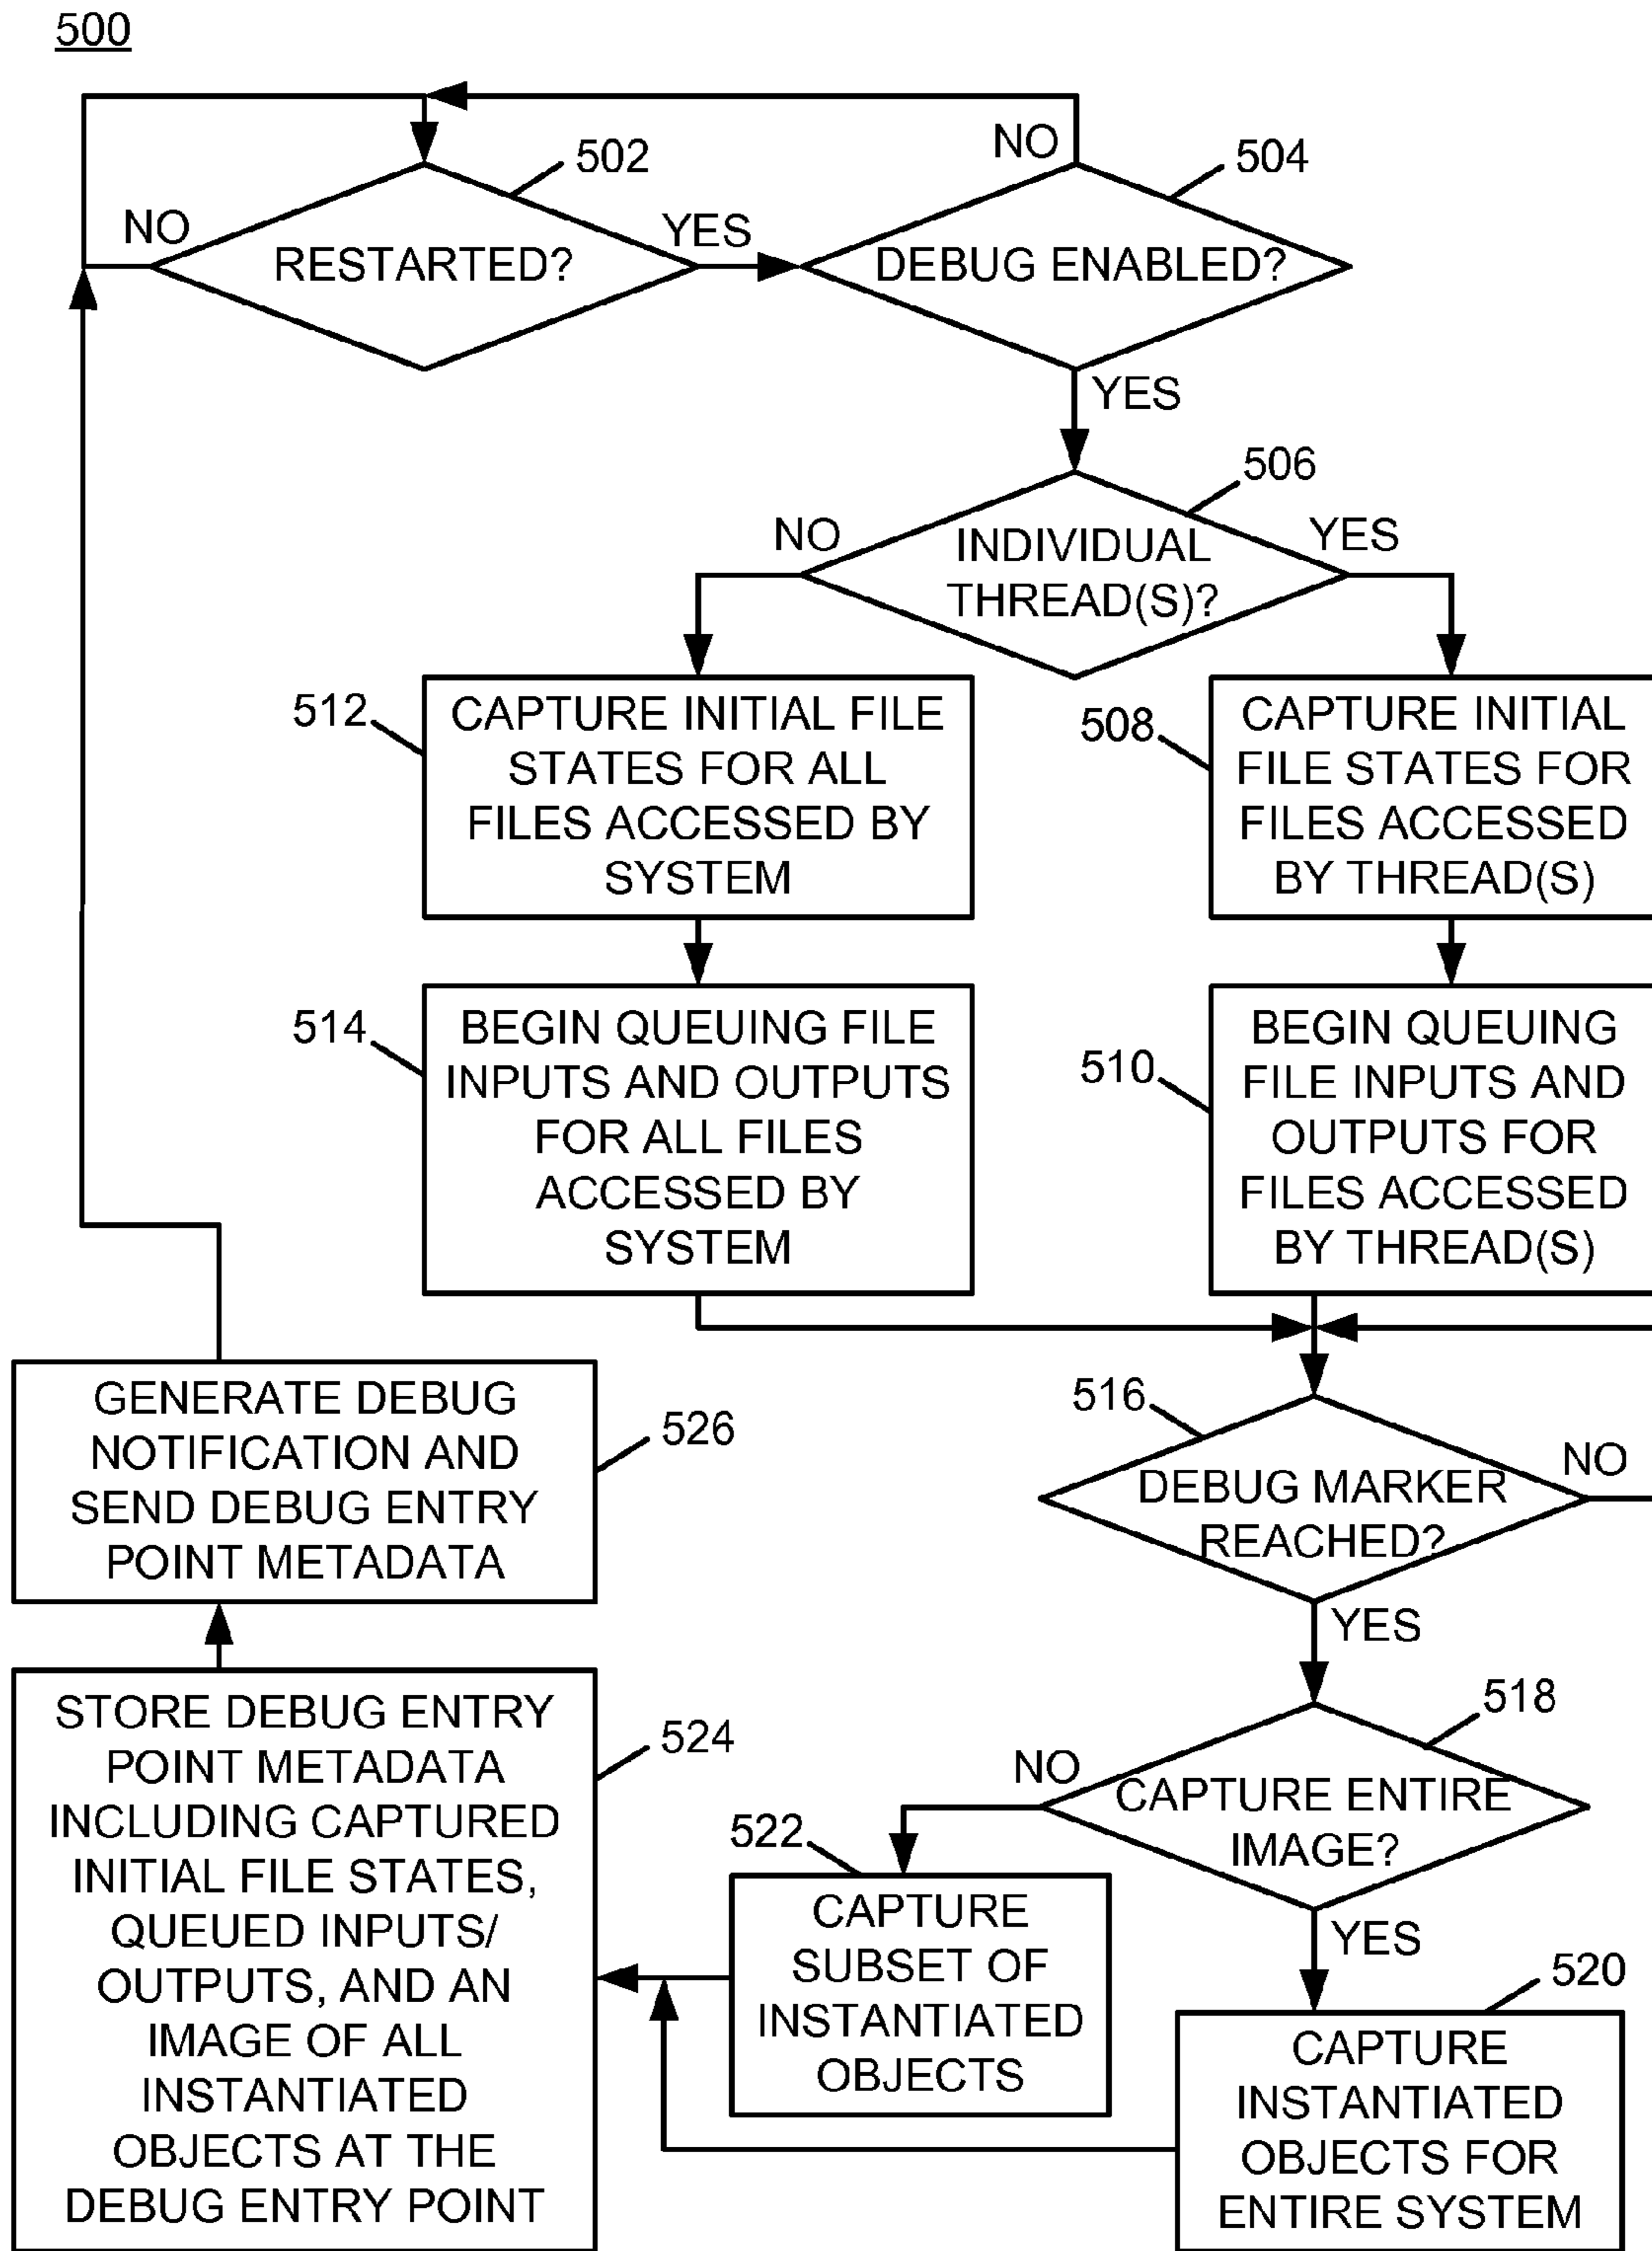 500
502
NO
504
NO
RESTARTED?
YES
DEBUG ENABLED?
YES
506
NO
INDIVIDUAL
THREAD(S)?
YES
512
CAPTURE INITIAL FILE
STATES FOR ALL
FILES ACCESSED BY
SYSTEM
508
CAPTURE INITIAL
FILE STATES FOR
FILES ACCESSED
BY THREAD(S)
514
BEGIN QUEUING FILE
INPUTS AND OUTPUTS
FOR ALL FILES
ACCESSED BY
SYSTEM
510
BEGIN QUEUING
FILE INPUTS AND
OUTPUTS FOR
FILES ACCESSED
BY THREAD(S)
516
DEBUG MARKER
REACHED?
NO
YES
518
NO
CAPTURE ENTIRE
IMAGE?
YES
522
CAPTURE
SUBSET OF
INSTANTIATED
OBJECTS
520
CAPTURE
INSTANTIATED
OBJECTS FOR
ENTIRE SYSTEM
STORE DEBUG ENTRY
POINT METADATA
INCLUDING CAPTURED
INITIAL FILE STATES,
QUEUED INPUTS/
OUTPUTS, AND AN
IMAGE OF ALL
INSTANTIATED
OBJECTS AT THE
DEBUG ENTRY POINT
524
GENERATE DEBUG
NOTIFICATION AND
SEND DEBUG ENTRY
POINT METADATA
526